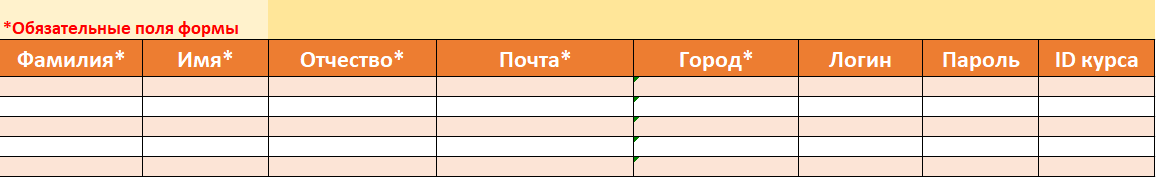 *Обязательные поля формы
Фамилия* Имя* Отчество* Почта* Город* Логин Пароль ID курса